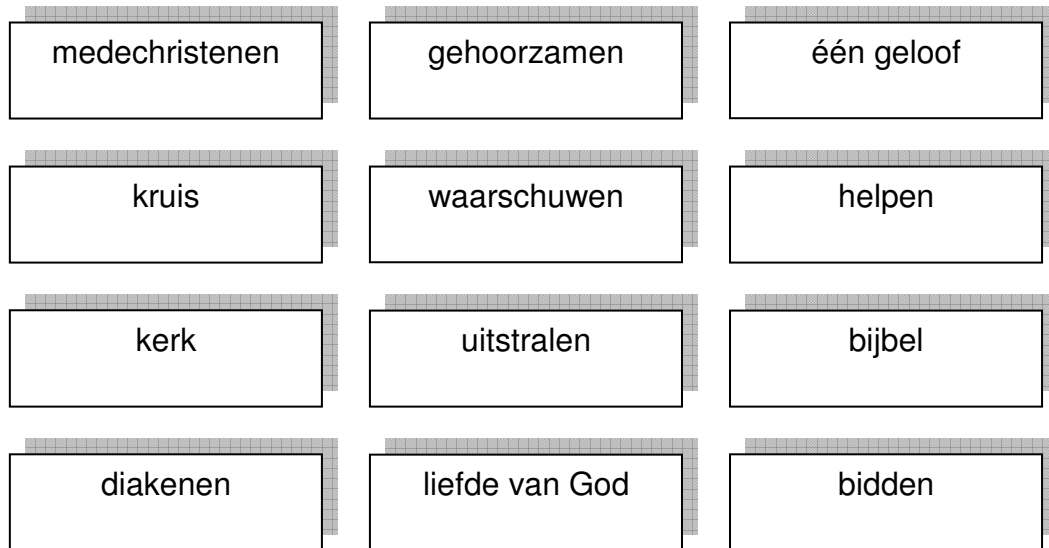 medechristenen gehoorzamen één geloof
kruis waarschuwen helpen
kerk uitstralen bijbel
diakenen liefde van God bidden